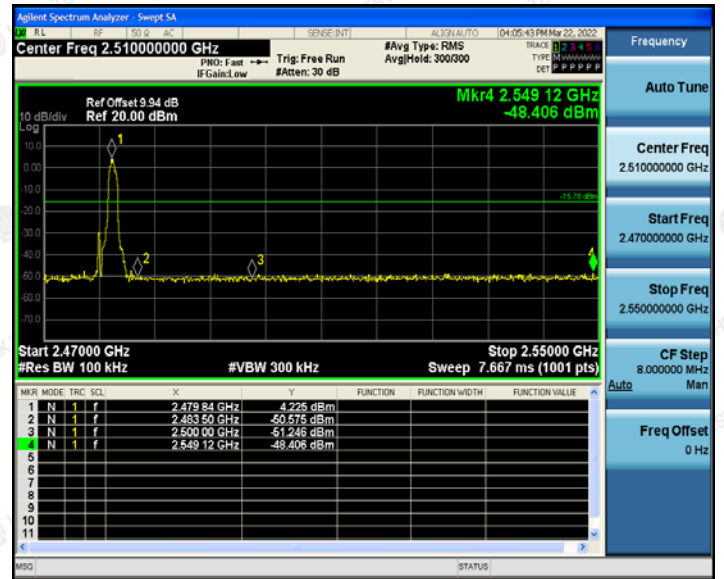 Agilent Spectrum Analyzer - Swept SA
RL RF 50 Ω AC SENSE:INT ALIGN AUTO 04:05:43 PM Mar 22, 2022
Center Freq 2.510000000 GHz
PNO: Fast
IFGain:Low
Trig: Free Run
#Atten: 30 dB
#Avg Type: RMS
Avg|Hold: 300/300
TRACE 1 2 3 4 5 6
TYPE M
DET P P P P P P
Ref Offset 9.94 dB
10 dB/div Ref 20.00 dBm
Log
Mkr4 2.549 12 GHz
-48.406 dBm
10.0
0.00
-10.0
-20.0
-30.0
-40.0
-50.0
-60.0
-70.0
1
2
3
4
-15.78 dBm
Start 2.47000 GHz Stop 2.55000 GHz
#Res BW 100 kHz #VBW 300 kHz Sweep 7.667 ms (1001 pts)
MKR MODE TRC SCL X Y FUNCTION FUNCTION WIDTH FUNCTION VALUE
1 N 1 f 2.479 84 GHz 4.225 dBm
2 N 1 f 2.483 50 GHz -50.575 dBm
3 N 1 f 2.500 00 GHz -51.246 dBm
4 N 1 f 2.549 12 GHz -48.406 dBm
5
6
7
8
9
10
11
MSG STATUS
Frequency
Auto Tune
Center Freq
2.510000000 GHz
Start Freq
2.470000000 GHz
Stop Freq
2.550000000 GHz
CF Step
8.000000 MHz
Auto Man
Freq Offset
0 Hz